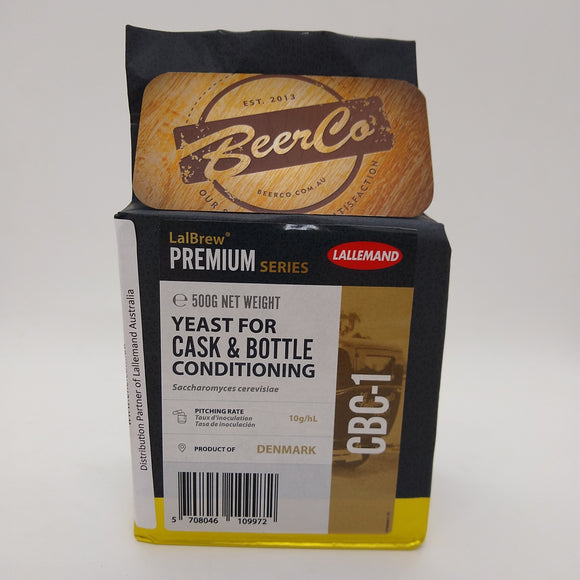 EST. 2013
BeerCo
BEERCO.COM.AU
OUR
SATISFACTION
LalBrew®
PREMIUM SERIES
LALLEMAND
℮ 500G NET WEIGHT
YEAST FOR
CASK & BOTTLE
CONDITIONING
Saccharomyces cerevisiae
PITCHING RATE
Taux d'inoculation
Tasa de inoculación
10g/hL
PRODUCT OF
DENMARK
CBC-1
5 708046 109972
Distribution Partner of Lallemand Australia